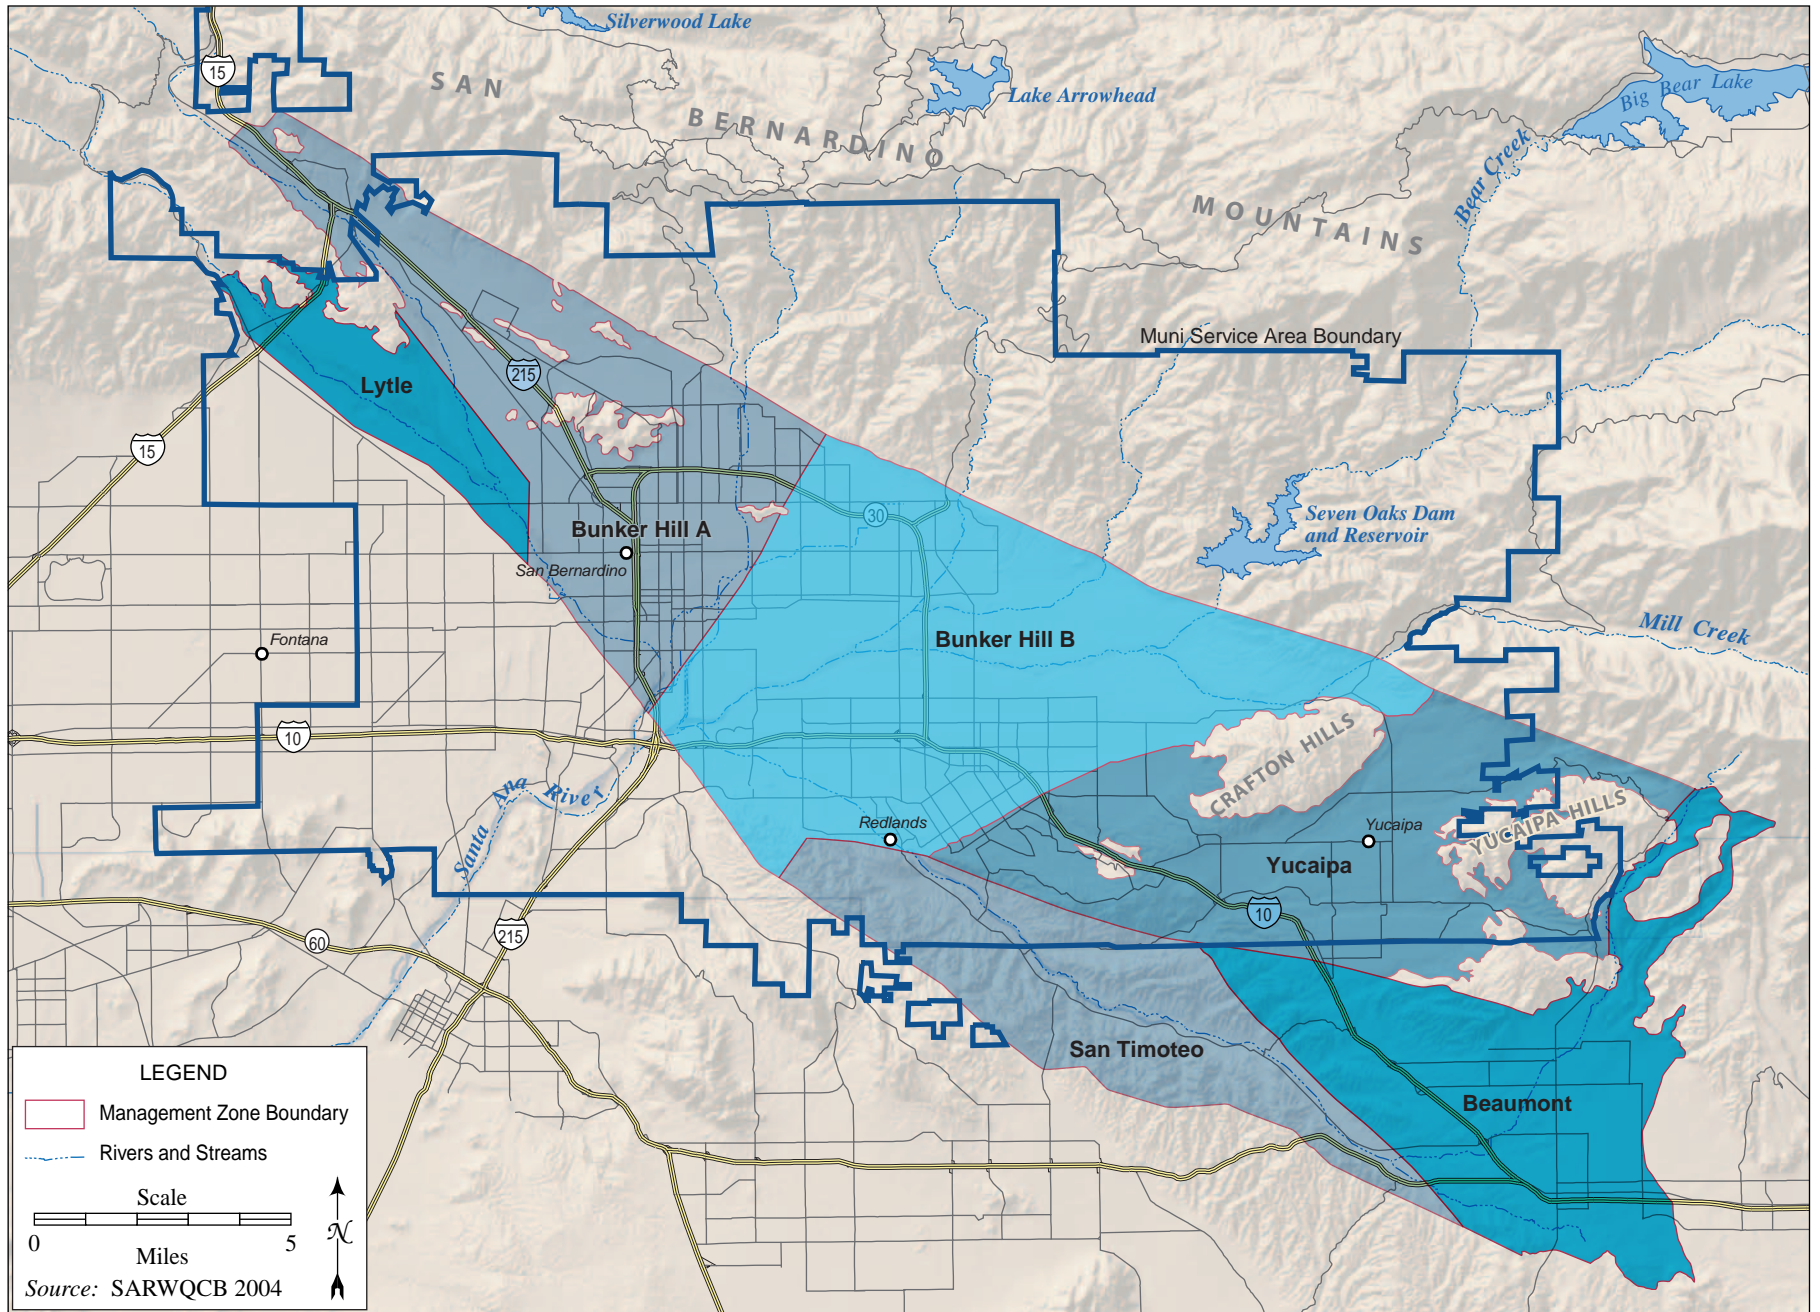 Silverwood Lake
15
SAN
BERNARDINO
MOUNTAINS
Lake Arrowhead
Big Bear Lake
Bear Creek
Muni Service Area Boundary
Lytle
215
15
30
Bunker Hill A
San Bernardino
Seven Oaks Dam
and Reservoir
Fontana
Bunker Hill B
Mill Creek
10
CRAFTON HILLS
Santa Ana River
Redlands
Yucaipa
YUCAIPA HILLS
Yucaipa
10
60
215
San Timoteo
Beaumont
LEGEND
Management Zone Boundary
Rivers and Streams
Scale
0 5
Miles
N
Source: SARWQCB 2004